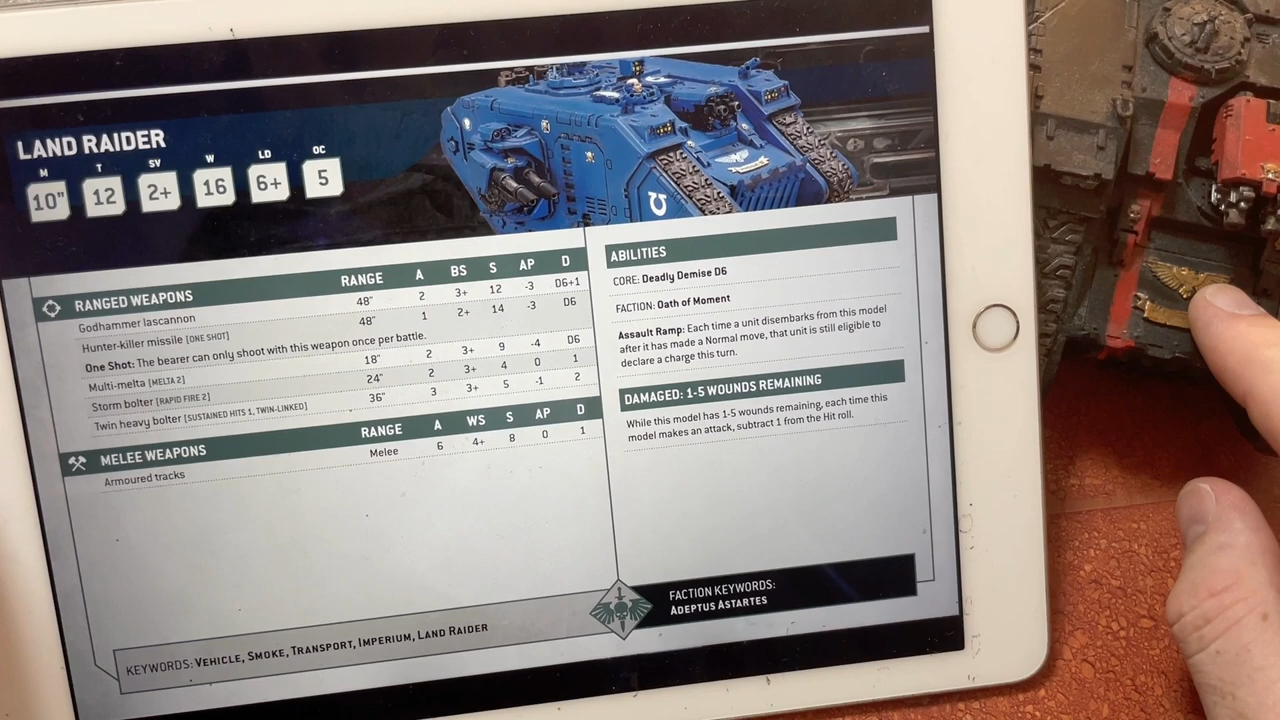 LAND RAIDER
M T SV W LD OC
10" 12 2+ 16 6+ 5
RANGED WEAPONS RANGE A BS S AP D
Godhammer lascannon 48" 2 3+ 12 -3 D6+1
Hunter-killer missile [ONE SHOT] 48" 1 2+ 14 -3 D6
One Shot: The bearer can only shoot with this weapon once per battle.
Multi-melta [MELTA 2] 18" 2 3+ 9 -4 D6
Storm bolter [RAPID FIRE 2] 24" 2 3+ 4 0 1
Twin heavy bolter [SUSTAINED HITS 1, TWIN-LINKED] 36" 3 3+ 5 -1 2
MELEE WEAPONS RANGE A WS S AP D
Armoured tracks Melee 6 4+ 8 0 1
ABILITIES
CORE: Deadly Demise D6
FACTION: Oath of Moment
Assault Ramp: Each time a unit disembarks from this model
after it has made a Normal move, that unit is still eligible to
declare a charge this turn.
DAMAGED: 1-5 WOUNDS REMAINING
While this model has 1-5 wounds remaining, each time this
model makes an attack, subtract 1 from the Hit roll.
KEYWORDS: VEHICLE, SMOKE, TRANSPORT, IMPERIUM, LAND RAIDER
FACTION KEYWORDS:
ADEPTUS ASTARTES